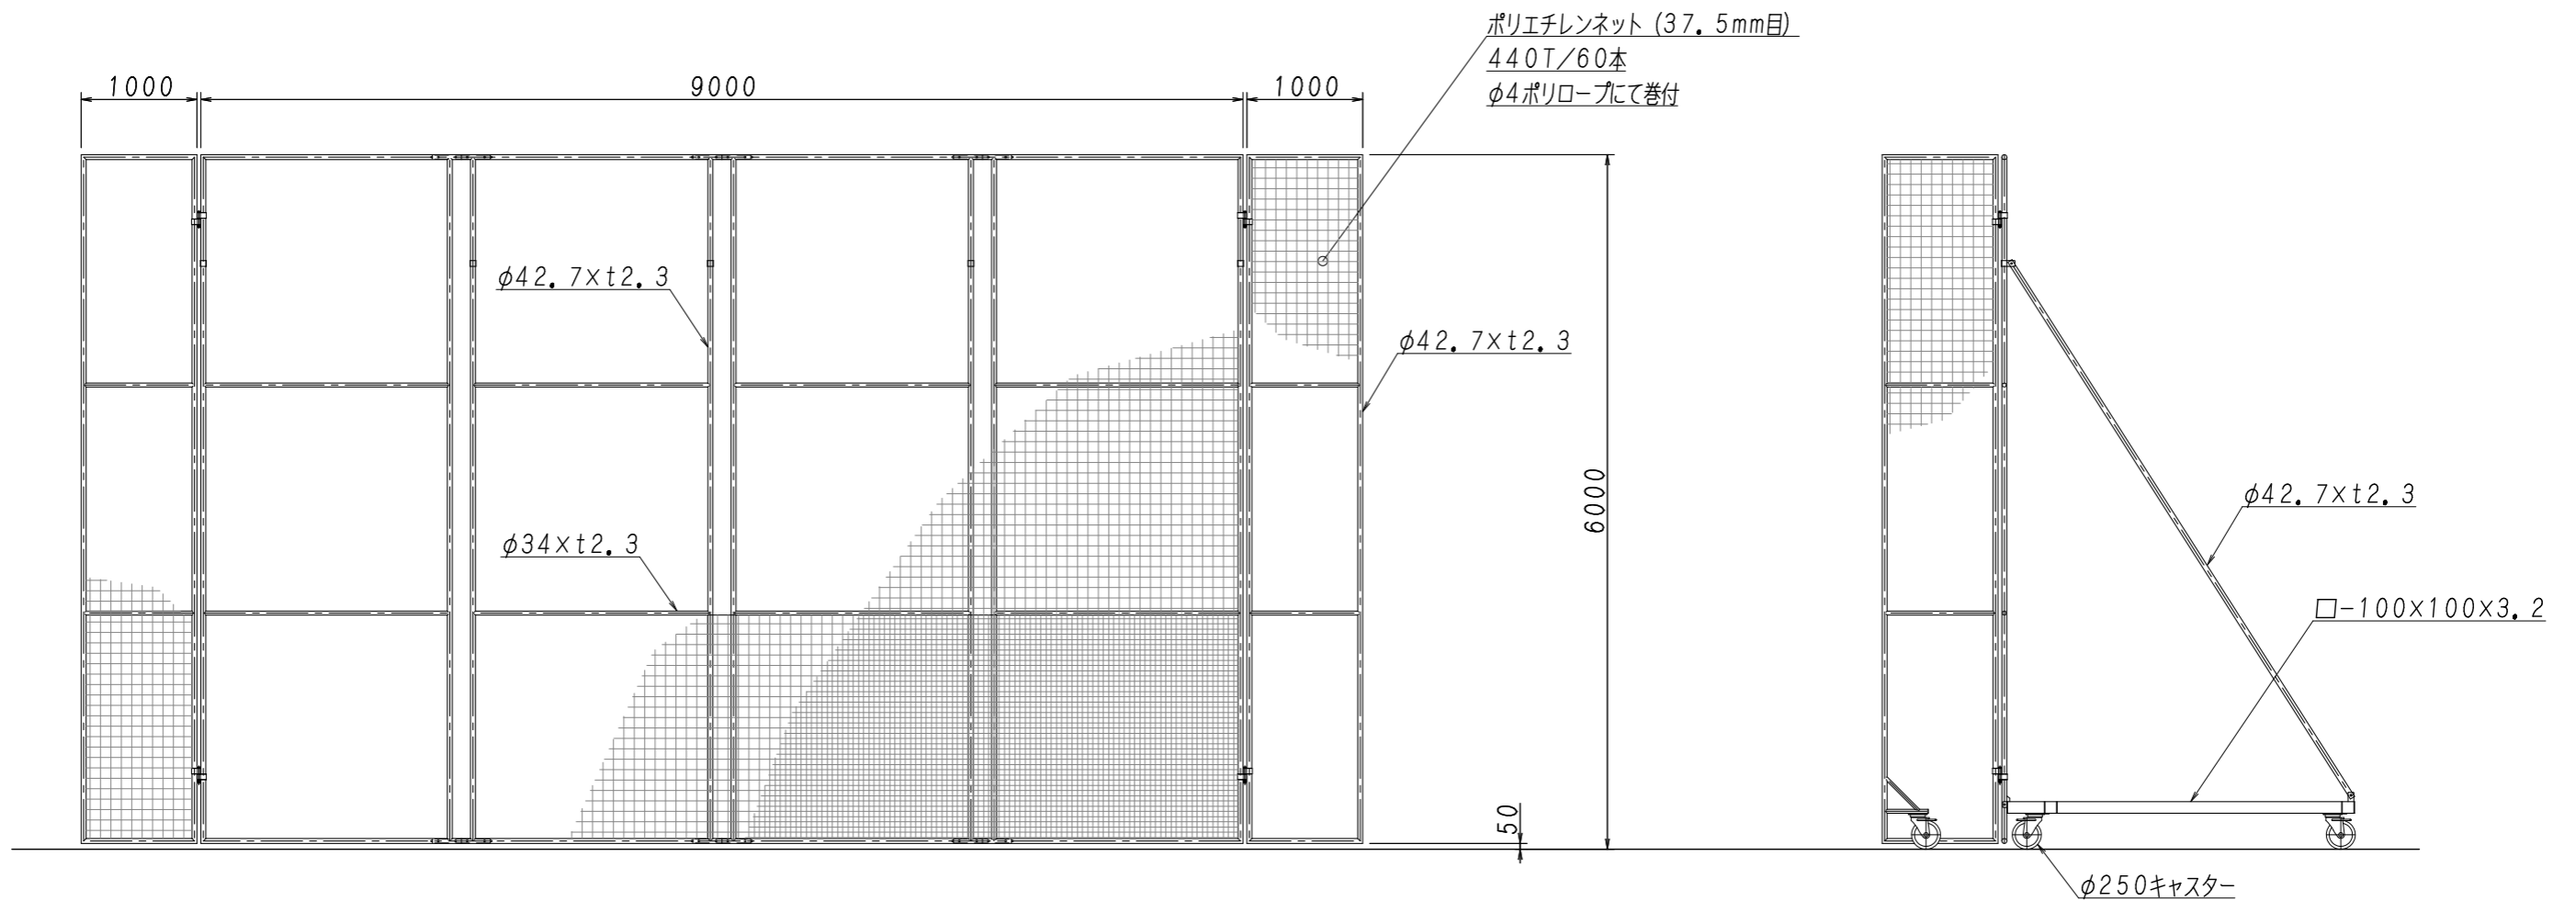 ポリエチレンネット (37.5mm目)
440T/60本
φ4ポリロープにて巻付
1000
9000
1000
φ42.7×t2.3
φ42.7×t2.3
6000
φ42.7×t2.3
φ34×t2.3
□-100×100×3.2
50
φ250キャスター